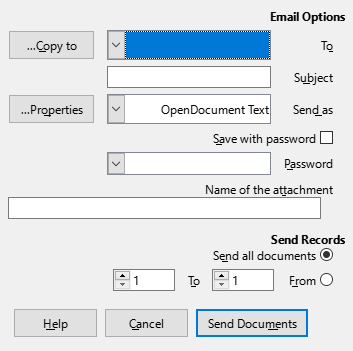 Email Options
To
Copy to...
Subject
Send as
OpenDocument Text
Properties...
Save with password
Password
Name of the attachment
Send Records
Send all documents
From
1
To
1
Send Documents
Cancel
Help